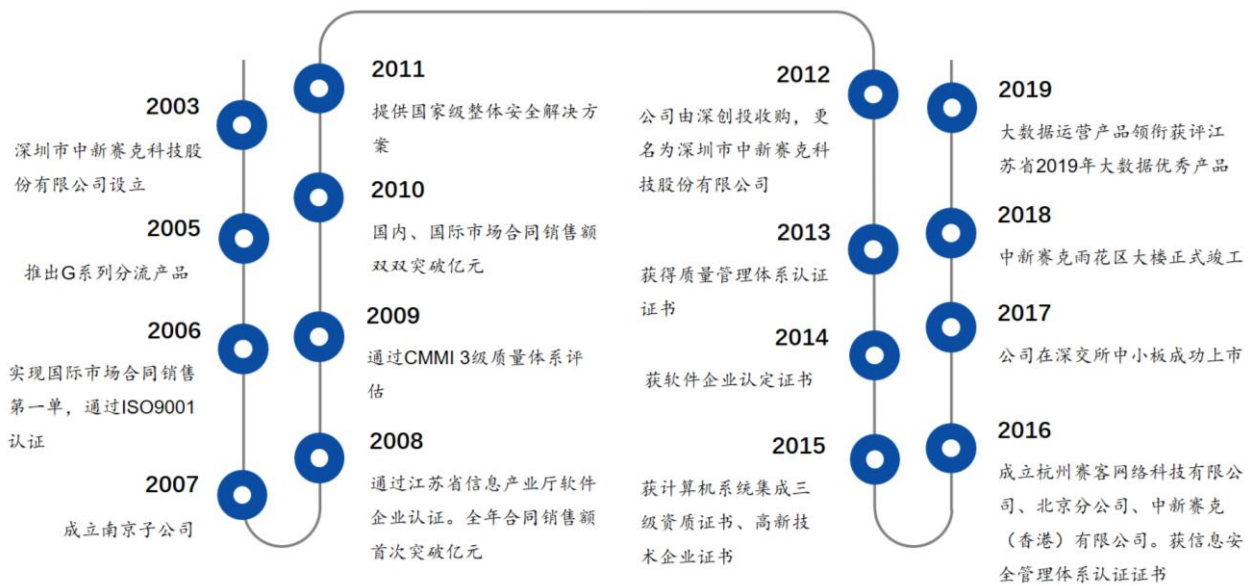 2003
深圳市中新赛克科技股
份有限公司设立
2005
推出G系列分流产品
2006
实现国际市场合同销售
第一单，通过ISO9001
认证
2007
成立南京子公司
2008
通过江苏省信息产业厅软件
企业认证。全年合同销售额
首次突破亿元
2009
通过CMMI 3级质量体系评
估
2010
国内、国际市场合同销售额
双双突破亿元
2011
提供国家级整体安全解决方
案
2012
公司由深创投收购，更
名为深圳市中新赛克科
技股份有限公司
2013
获得质量管理体系认证
证书
2014
获软件企业认定证书
2015
获计算机系统集成三
级资质证书、高新技
术企业证书
2016
成立杭州赛客网络科技有限公
司、北京分公司、中新赛克
（香港）有限公司。获信息安
全管理体系认证证书
2017
公司在深交所中小板成功上市
2018
中新赛克雨花区大楼正式竣工
2019
大数据运营产品领衔获评江
苏省2019年大数据优秀产品